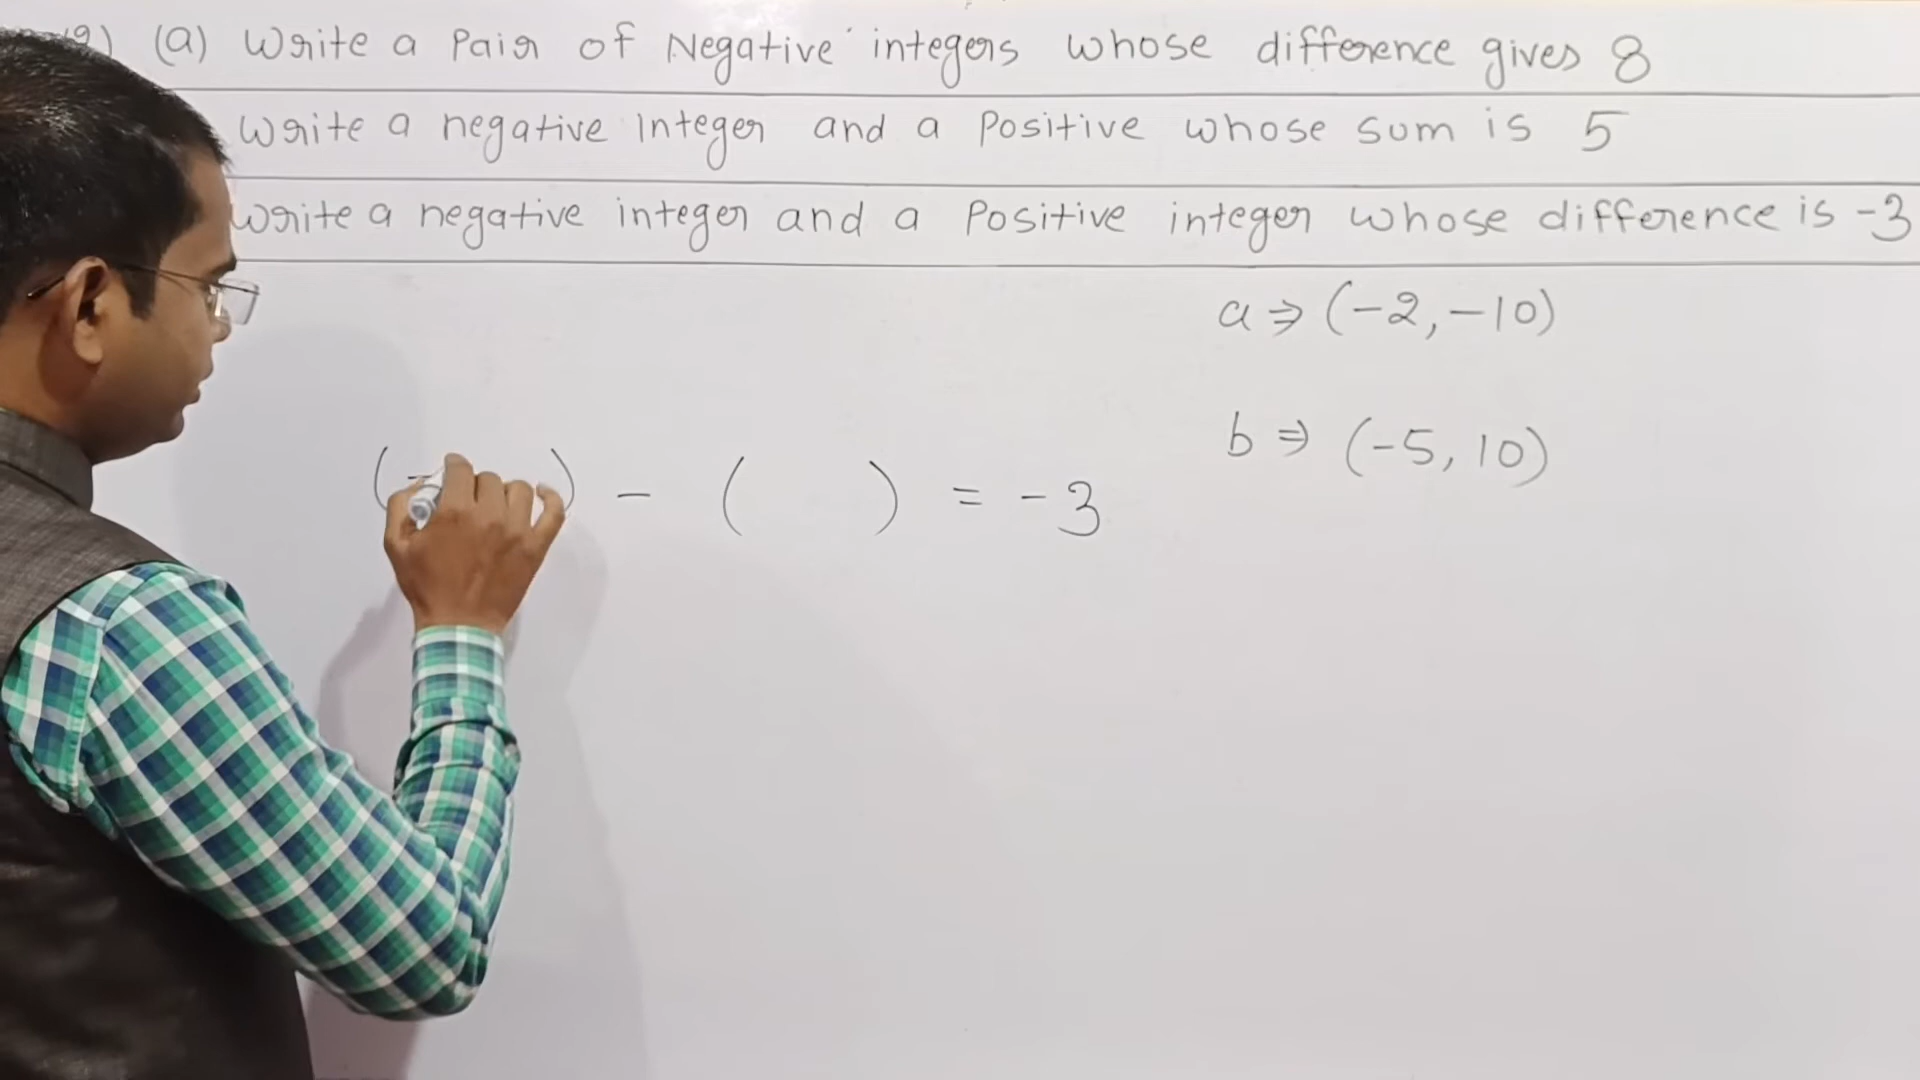 (a) Write a Pair of Negative integers whose difference gives 8
Write a negative Integer and a Positive whose sum is 5
Write a negative integer and a Positive integer whose difference is -3
a ⇒ (-2, -10)
b ⇒ (-5, 10)
( - ) - ( ) = -3